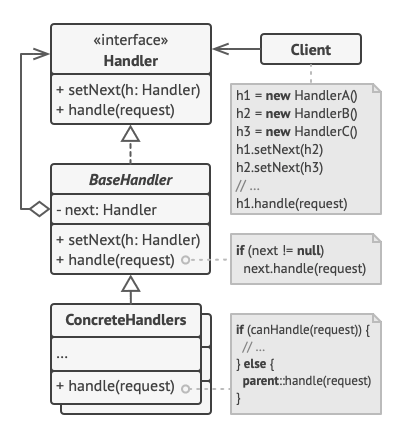 «interface»
Handler
+ setNext(h: Handler)
+ handle(request)
Client
h1 = new HandlerA()
h2 = new HandlerB()
h3 = new HandlerC()
h1.setNext(h2)
h2.setNext(h3)
// ...
h1.handle(request)
BaseHandler
- next: Handler
+ setNext(h: Handler)
+ handle(request)
if (next != null)
next.handle(request)
ConcreteHandlers
...
+ handle(request)
if (canHandle(request)) {
// ...
} else {
parent::handle(request)
}